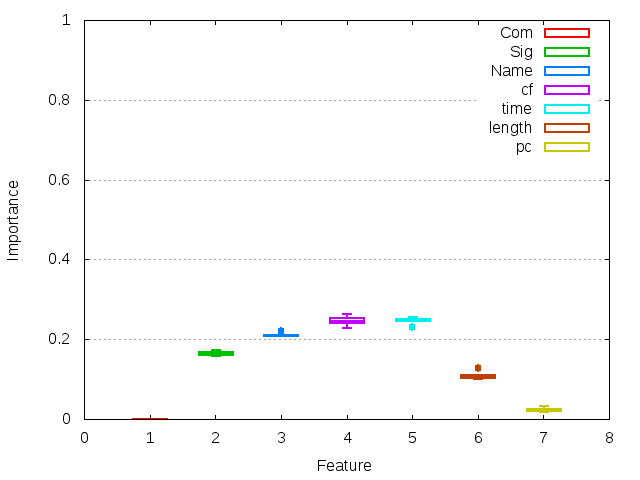 1
0.8
0.6
0.4
0.2
0
Importance
Com
Sig
Name
cf
time
length
pc
0 1 2 3 4 5 6 7 8
Feature